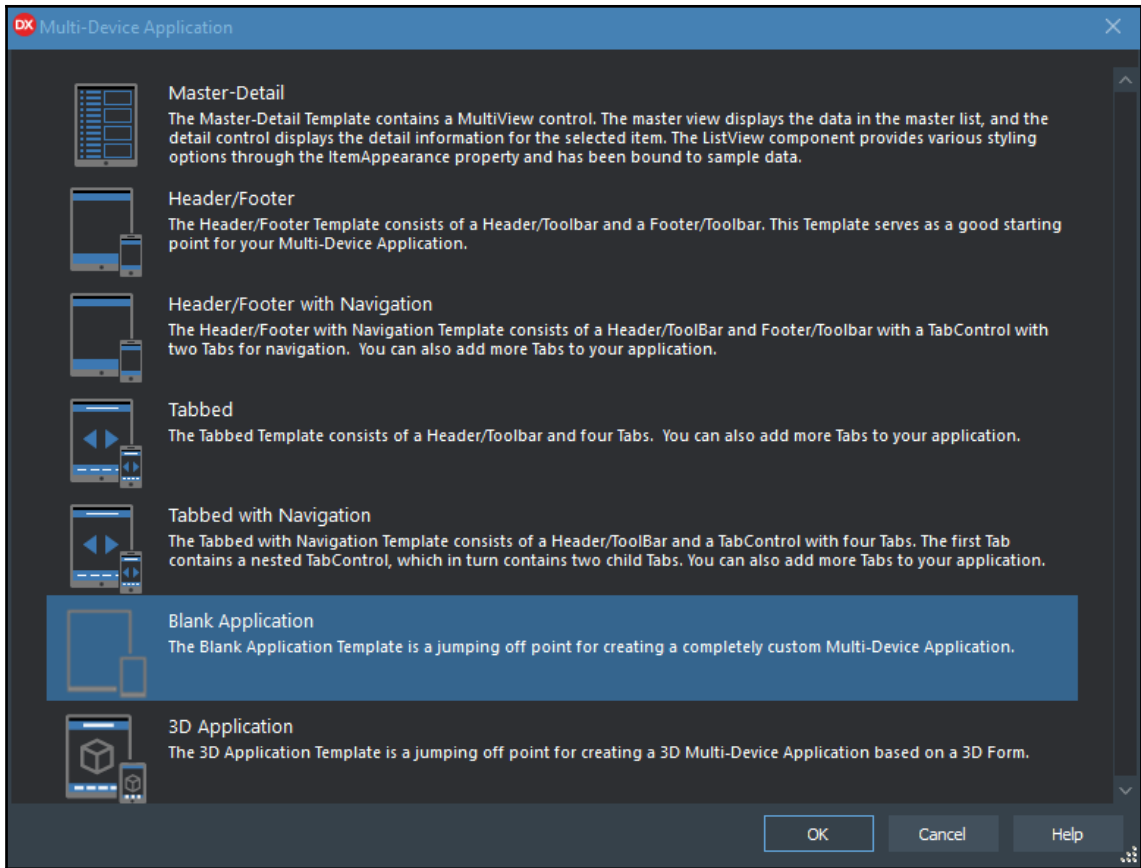 DX Multi-Device Application
Master-Detail
The Master-Detail Template contains a MultiView control. The master view displays the data in the master list, and the
detail control displays the detail information for the selected item. The ListView component provides various styling
options through the ItemAppearance property and has been bound to sample data.
Header/Footer
The Header/Footer Template consists of a Header/Toolbar and a Footer/Toolbar. This Template serves as a good starting
point for your Multi-Device Application.
Header/Footer with Navigation
The Header/Footer with Navigation Template consists of a Header/ToolBar and Footer/Toolbar with a TabControl with
two Tabs for navigation.  You can also add more Tabs to your application.
Tabbed
The Tabbed Template consists of a Header/Toolbar and four Tabs.  You can also add more Tabs to your application.
Tabbed with Navigation
The Tabbed with Navigation Template consists of a Header/ToolBar and a TabControl with four Tabs. The first Tab
contains a nested TabControl, which in turn contains two child Tabs. You can also add more Tabs to your application.
Blank Application
The Blank Application Template is a jumping off point for creating a completely custom Multi-Device Application.
3D Application
The 3D Application Template is a jumping off point for creating a 3D Multi-Device Application based on a 3D Form.
OK Cancel Help